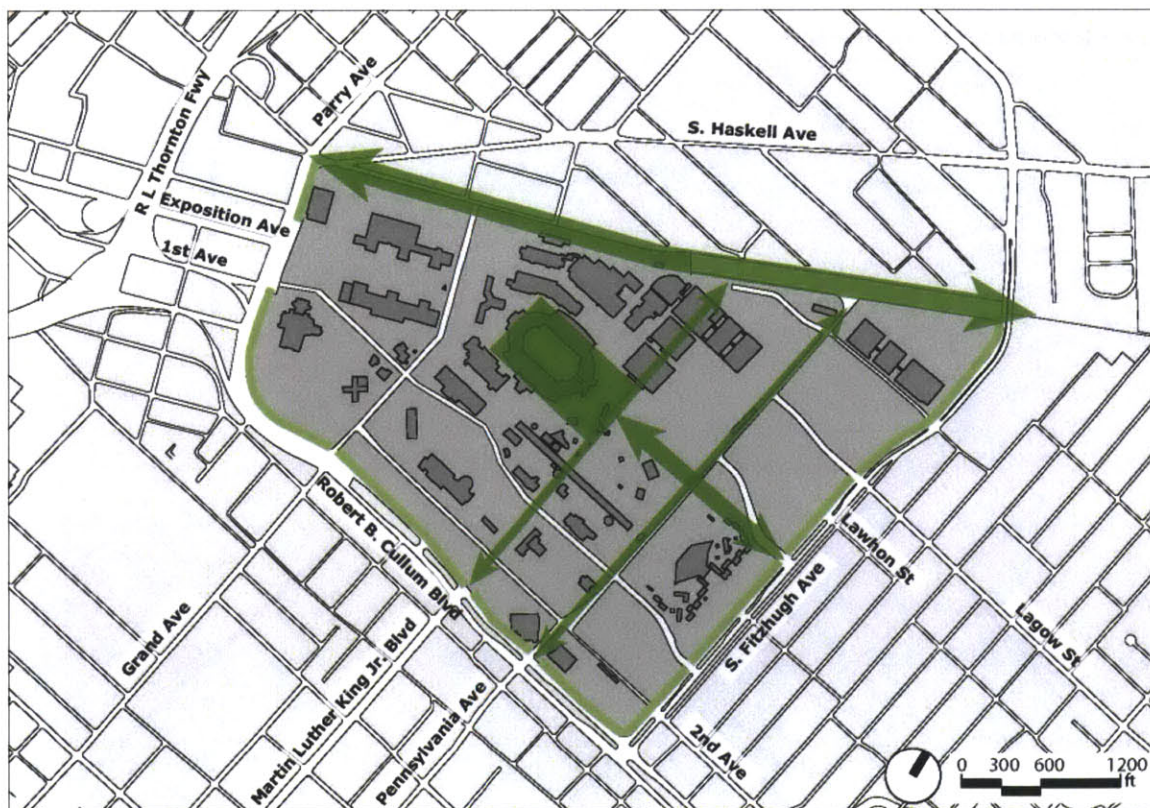 Parry Ave
R L Thornton Fwy
S. Haskell Ave
Exposition Ave
1st Ave
Robert B. Cullum Blvd
Grand Ave
Martin Luther King Jr. Blvd
Pennsylvania Ave
S. Fitzhugh Ave
Lawhon St
Lagow St
2nd Ave
0 300 600 1200
ft